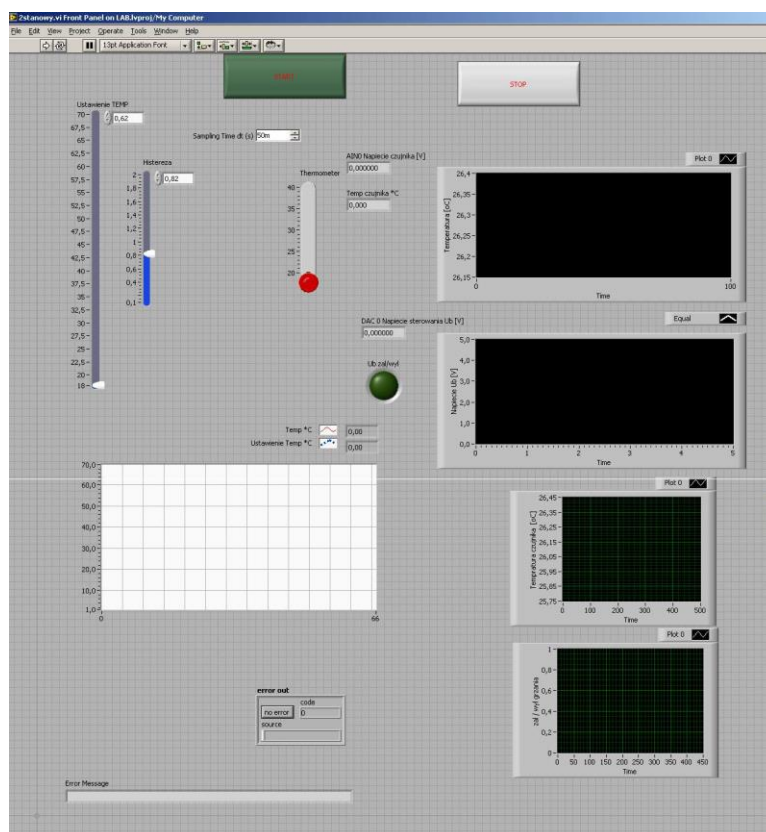 2stanowy.vi Front Panel on LAB.lvproj/My Computer
File Edit View Project Operate Tools Window Help
13pt Application Font
START
STOP
Ustawienie TEMP
0,62
70
67,5
65
62,5
60
57,5
55
52,5
50
47,5
45
42,5
40
37,5
35
32,5
30
27,5
25
22,5
20
18
Sampling Time dt (s) 50m
Histereza
0,82
2
1,8
1,6
1,4
1,2
1
0,8
0,6
0,4
0,1
Thermometer
40
35
30
25
20
AIN0 Napiecie czujnika [V]
0,000000
Temp czujnika *C
0,000
Plot 0
Temperatura [oC]
26,4
26,35
26,3
26,25
26,2
26,15
0 100
Time
DAC 0 Napiecie sterowania Ub [V]
0,000000
Ub zal/wyl
Equal
Napiecie Ub [V]
5,0
4,0
3,0
2,0
1,0
0,0
0 1 2 3 4 5
Time
Temp *C 0,00
Ustawienie Temp *C 0,00
70,0
60,0
50,0
40,0
30,0
20,0
10,0
1,0
0 66
Plot 0
Tempratura czujnika [oC]
26,45
26,35
26,25
26,15
26,05
25,95
25,85
25,75
0 100 200 300 400 500
Time
Plot 0
zal / wyl grzania
1
0,8
0,6
0,4
0,2
0
0 50 100 150 200 250 300 350 400 450
Time
error out
code
no error 0
source
Error Message